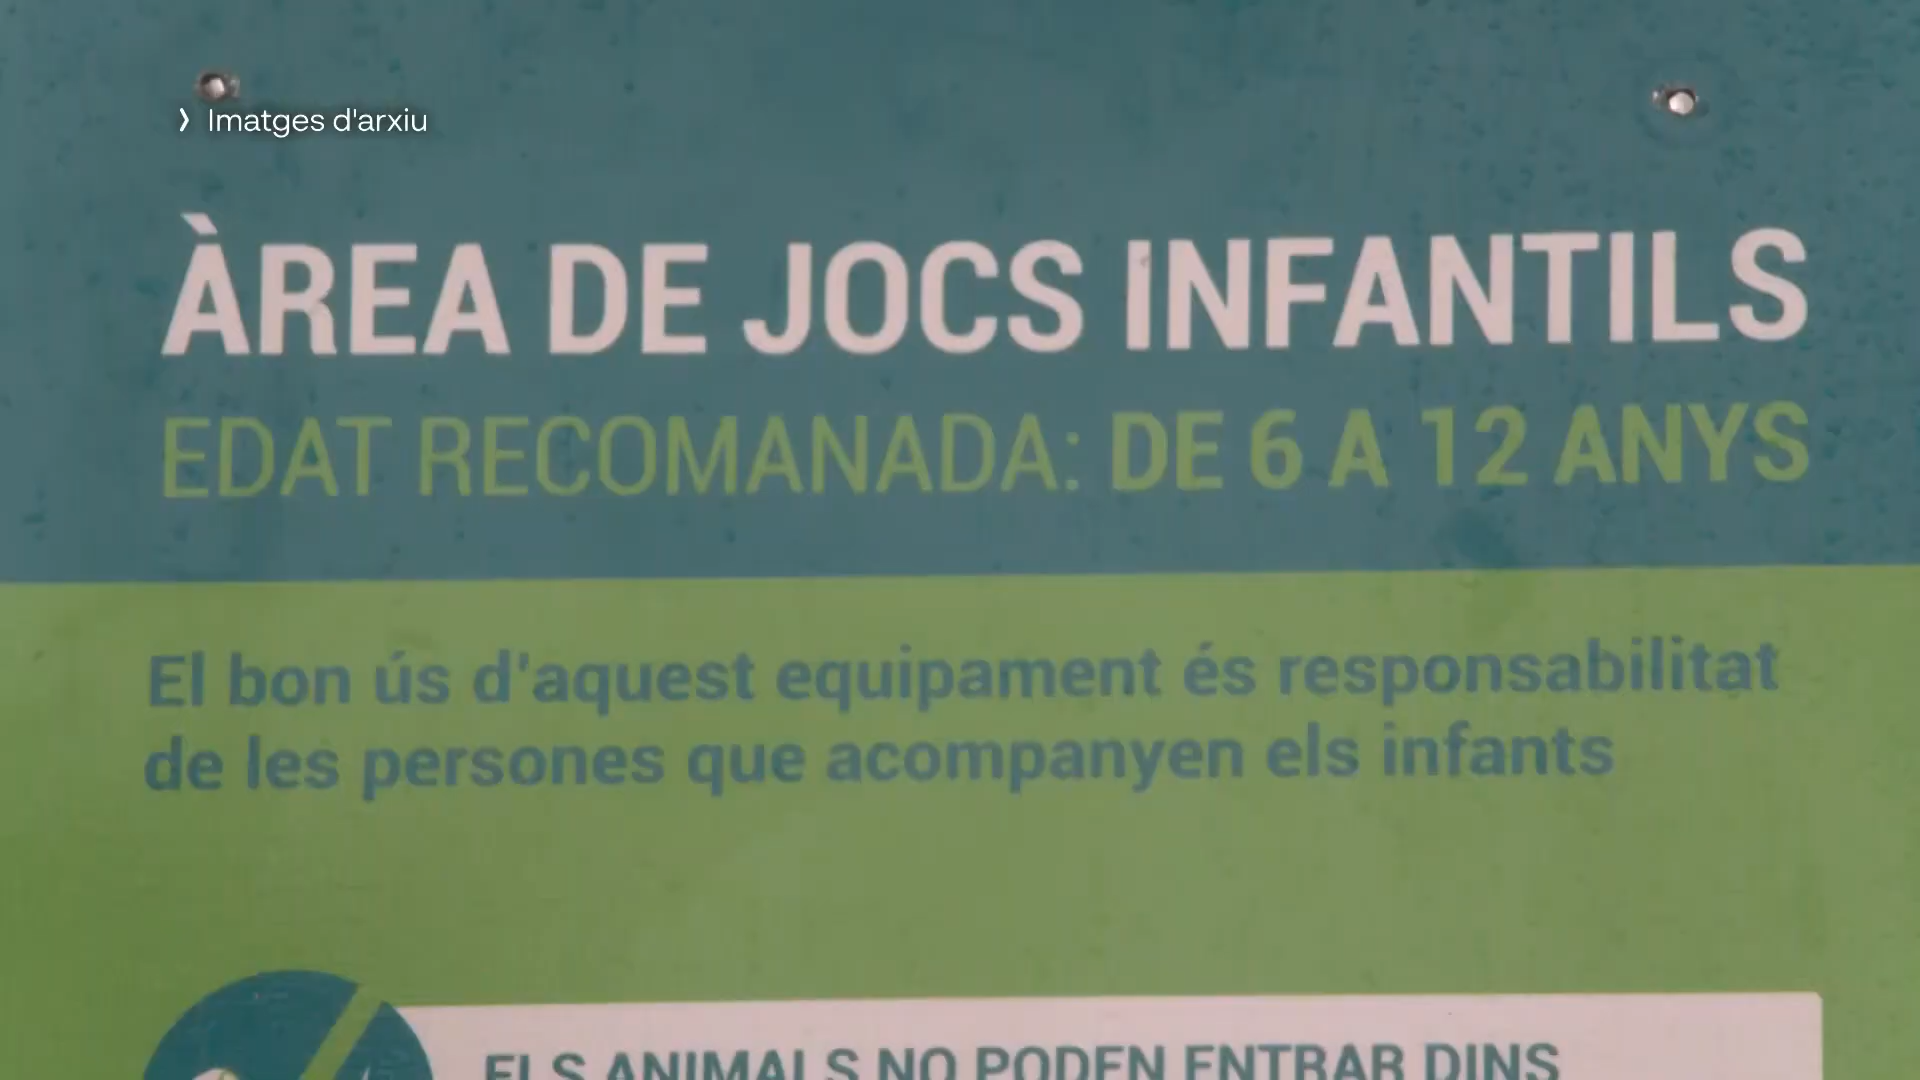 › Imatges d'arxiu
ÀREA DE JOCS INFANTILS
EDAT RECOMANADA: DE 6 A 12 ANYS
El bon ús d'aquest equipament és responsabilitat
de les persones que acompanyen els infants
ELS ANIMALS NO PODEN ENTRAR DINS